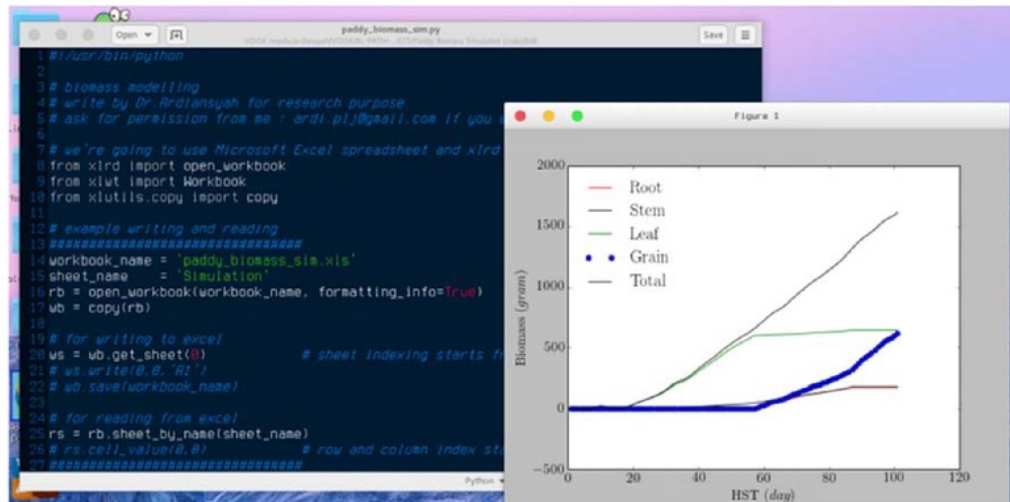 Open
paddy_biomass_sim.py
Save
1 #!/usr/bin/python
2
3 # biomass modelling
4 # write by Dr.Ardiansyah for research purpose
5 # ask for permission from me : ardi.plj@gmail.com if you
6
7 # we're going to use Microsoft Excel spreadsheet and xlrd
8 from xlrd import open_workbook
9 from xlwt import Workbook
10 from xlutils.copy import copy
11
12 # example writing and reading
13 ################################
14 workbook_name = 'paddy_biomass_sim.xls'
15 sheet_name = 'Simulation'
16 rb = open_workbook(workbook_name, formatting_info=True)
17 wb = copy(rb)
18
19 # for writing to excel
20 ws = wb.get_sheet(0) # sheet indexing starts
21 # ws.write(0,0,'A1')
22 # wb.save(workbook_name)
23
24 # for reading from excel
25 rs = rb.sheet_by_name(sheet_name)
26 # rs.cell_value(0,0) # row and column index
27 ################################
Python
Figure 1
2000
1500
1000
500
0
−500
Biomass (gram)
Root
Stem
Leaf
Grain
Total
0 20 40 60 80 100 120
HST (day)